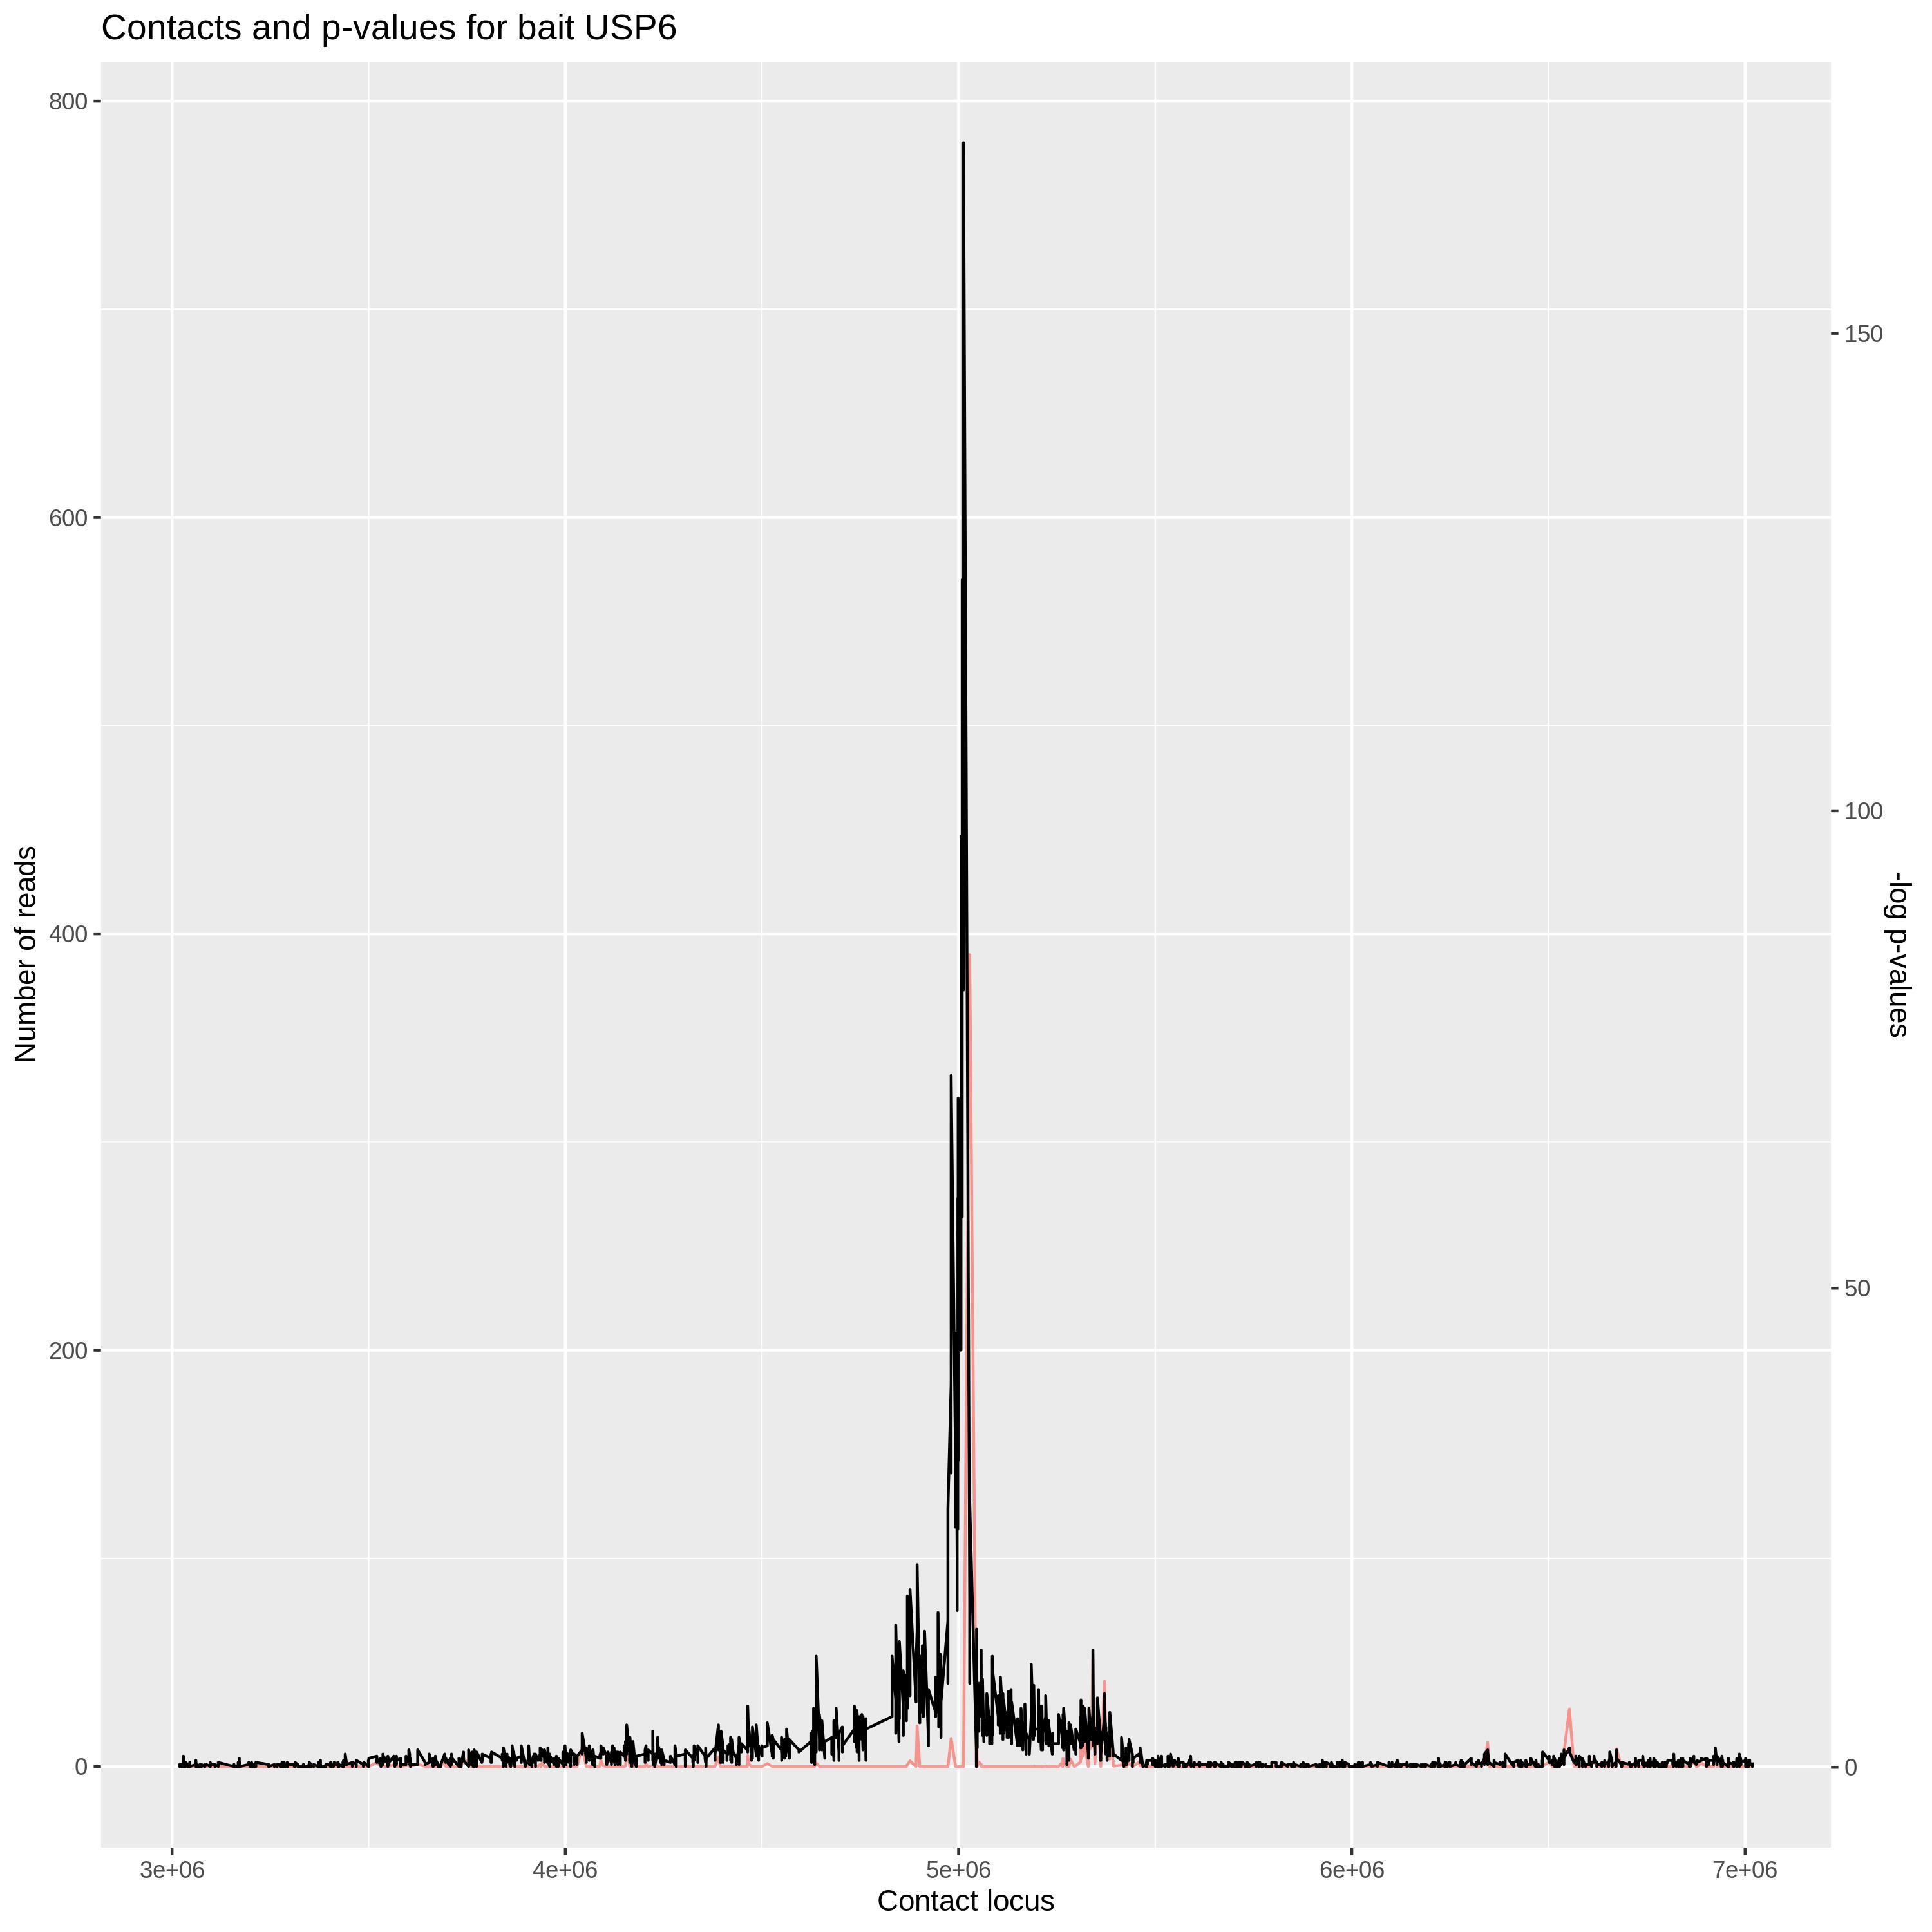 Contacts and p-values for bait USP6
800
600
400
200
0
Number of reads
150
100
50
0
-log p-values
3e+06
4e+06
5e+06
6e+06
7e+06
Contact locus